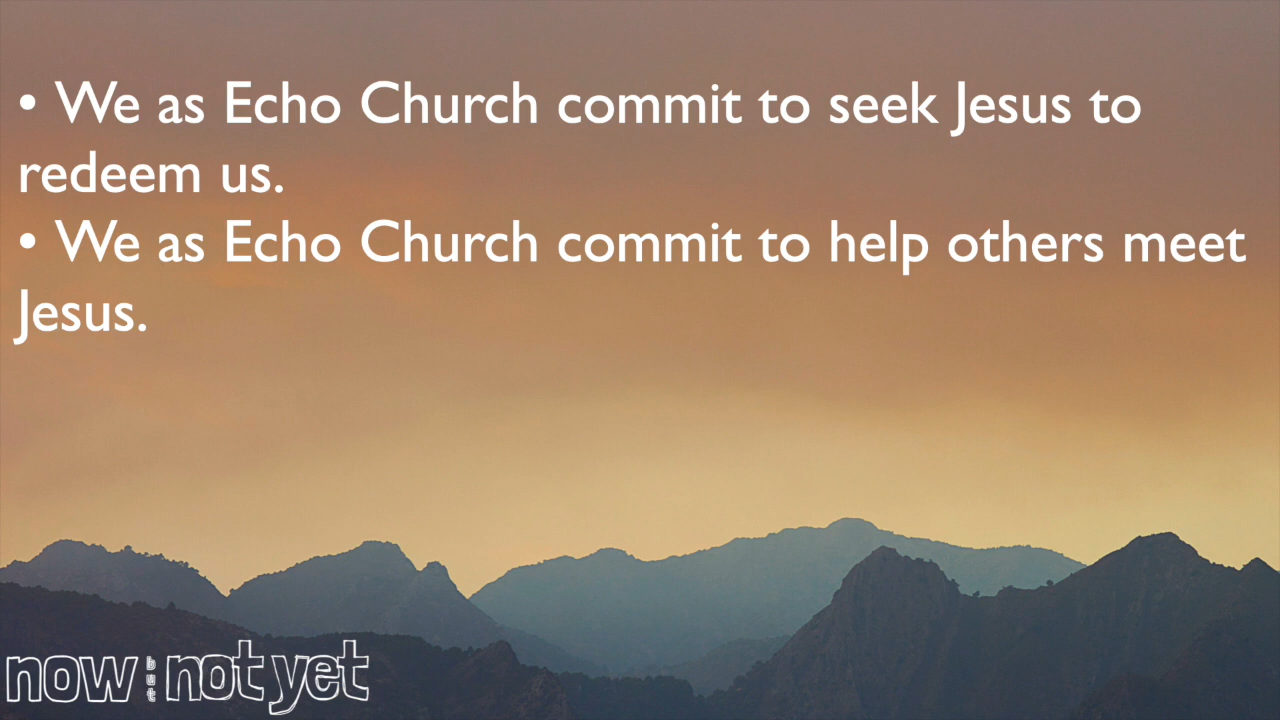 • We as Echo Church commit to seek Jesus to
redeem us.
• We as Echo Church commit to help others meet
Jesus.
now but not yet